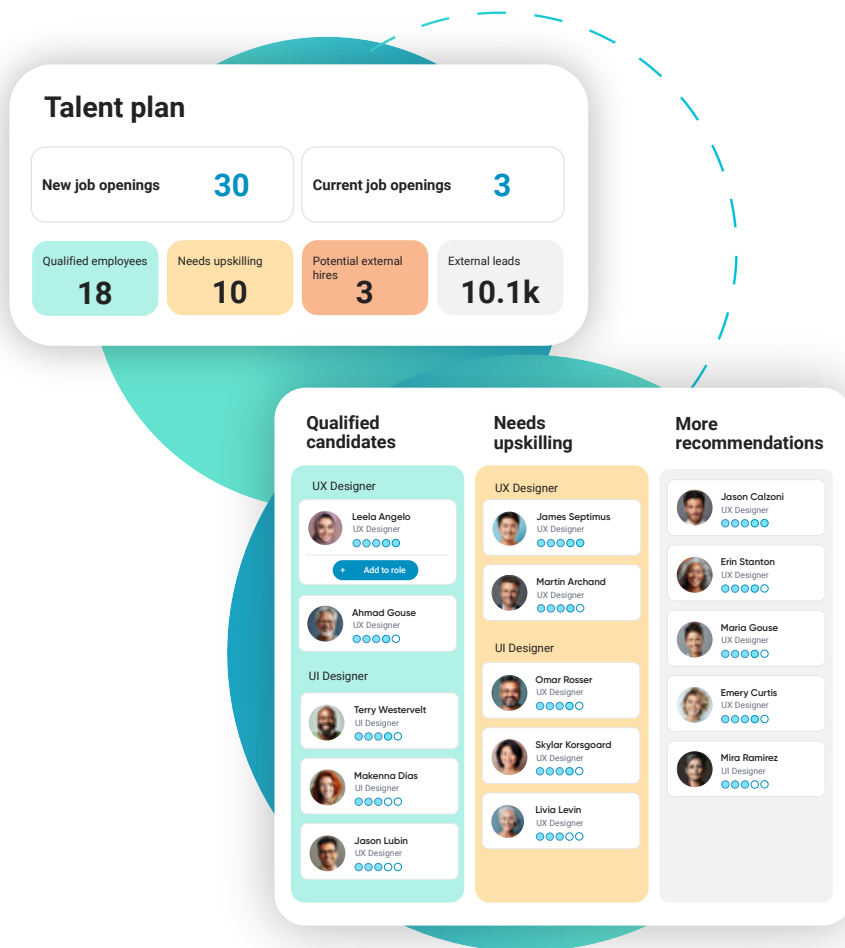 Talent plan
New job openings 30
Current job openings 3
Qualified employees
18
Needs upskilling
10
Potential external
hires
3
External leads
10.1k
Qualified
candidates
UX Designer
Leela Angelo
UX Designer
+ Add to role
Ahmad Gouse
UX Designer
UI Designer
Terry Westervelt
UI Designer
Makenna Dias
UI Designer
Jason Lubin
UX Designer
Needs
upskilling
UX Designer
James Septimus
UX Designer
Martin Archand
UX Designer
UI Designer
Omar Rosser
UX Designer
Skylar Korsgoard
UX Designer
Livia Levin
UX Designer
More
recommendations
Jason Calzoni
UX Designer
Erin Stanton
UX Designer
Maria Gouse
UX Designer
Emery Curtis
UX Designer
Mira Ramirez
UI Designer